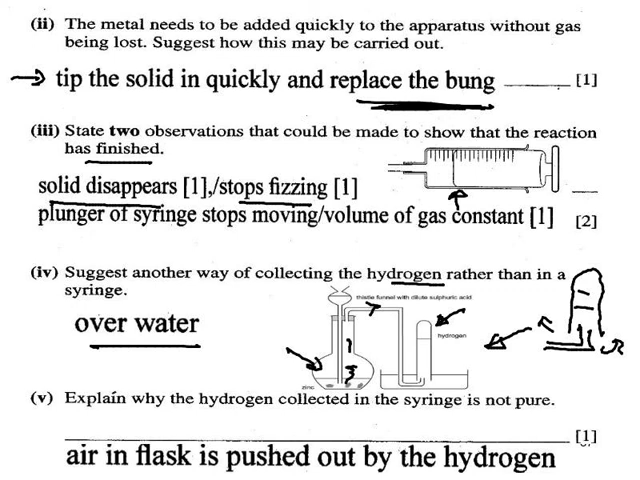 (ii) The metal needs to be added quickly to the apparatus without gas
being lost. Suggest how this may be carried out.
tip the solid in quickly and replace the bung [1]
(iii) State two observations that could be made to show that the reaction
has finished.
solid disappears [1],/stops fizzing [1]
plunger of syringe stops moving/volume of gas constant [1] [2]
(iv) Suggest another way of collecting the hydrogen rather than in a
syringe.
thistle funnel with dilute sulphuric acid
over water
hydrogen
zinc
(v) Explain why the hydrogen collected in the syringe is not pure.
[1]
air in flask is pushed out by the hydrogen